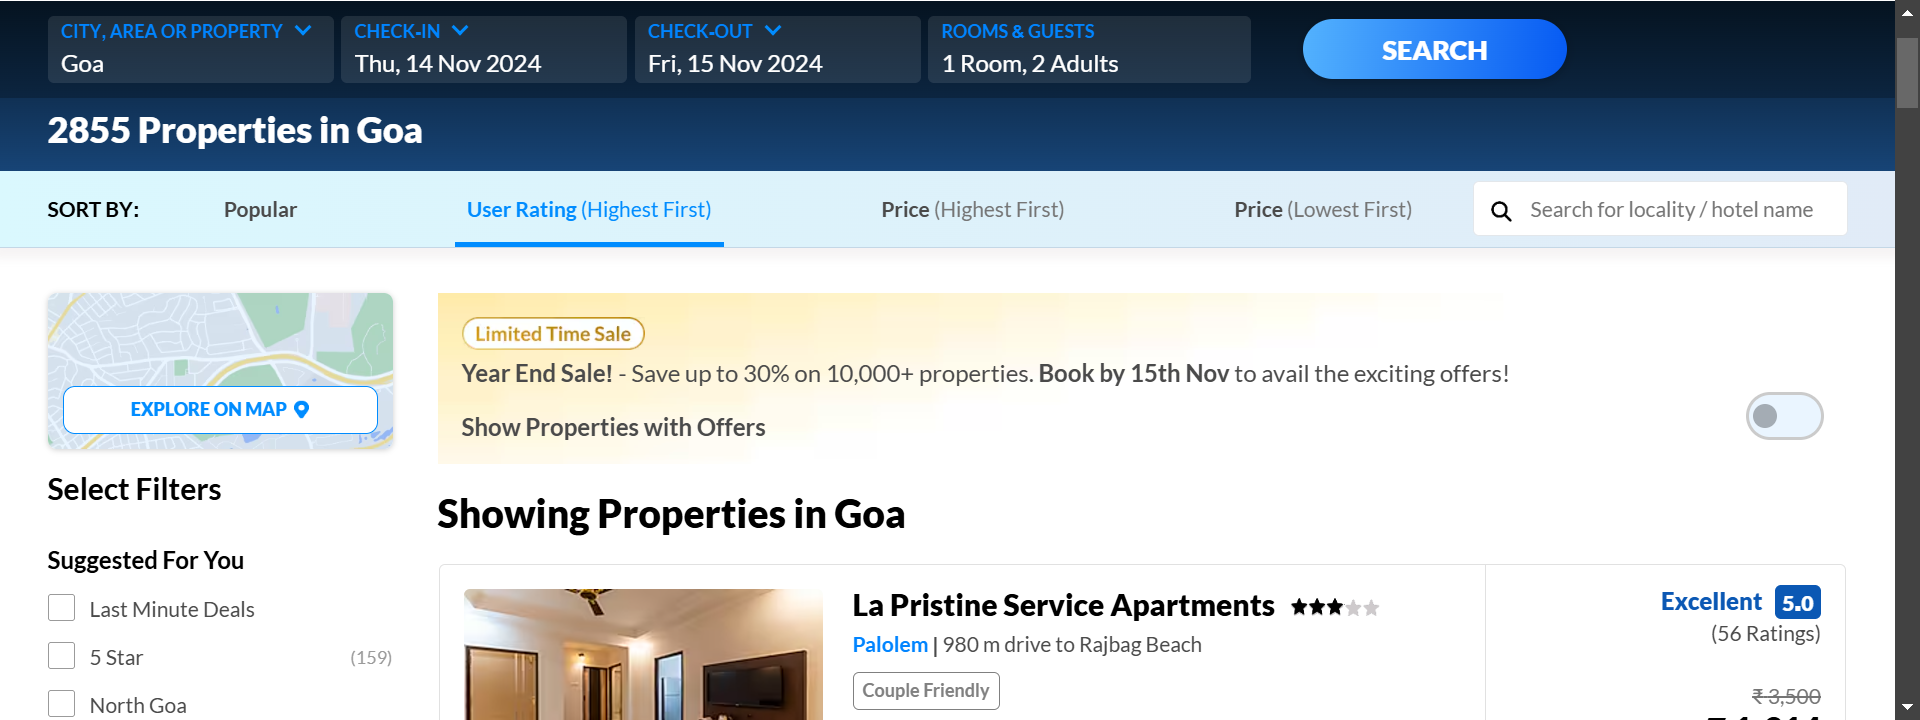 CITY, AREA OR PROPERTY
Goa
CHECK-IN
Thu, 14 Nov 2024
CHECK-OUT
Fri, 15 Nov 2024
ROOMS & GUESTS
1 Room, 2 Adults
SEARCH
2855 Properties in Goa
SORT BY:
Popular
User Rating (Highest First)
Price (Highest First)
Price (Lowest First)
Search for locality / hotel name
EXPLORE ON MAP
Select Filters
Suggested For You
Last Minute Deals
5 Star (159)
North Goa
Limited Time Sale
Year End Sale! - Save up to 30% on 10,000+ properties. Book by 15th Nov to avail the exciting offers!
Show Properties with Offers
Showing Properties in Goa
La Pristine Service Apartments
Palolem | 980 m drive to Rajbag Beach
Couple Friendly
Excellent 5.0
(56 Ratings)
₹ 3,500